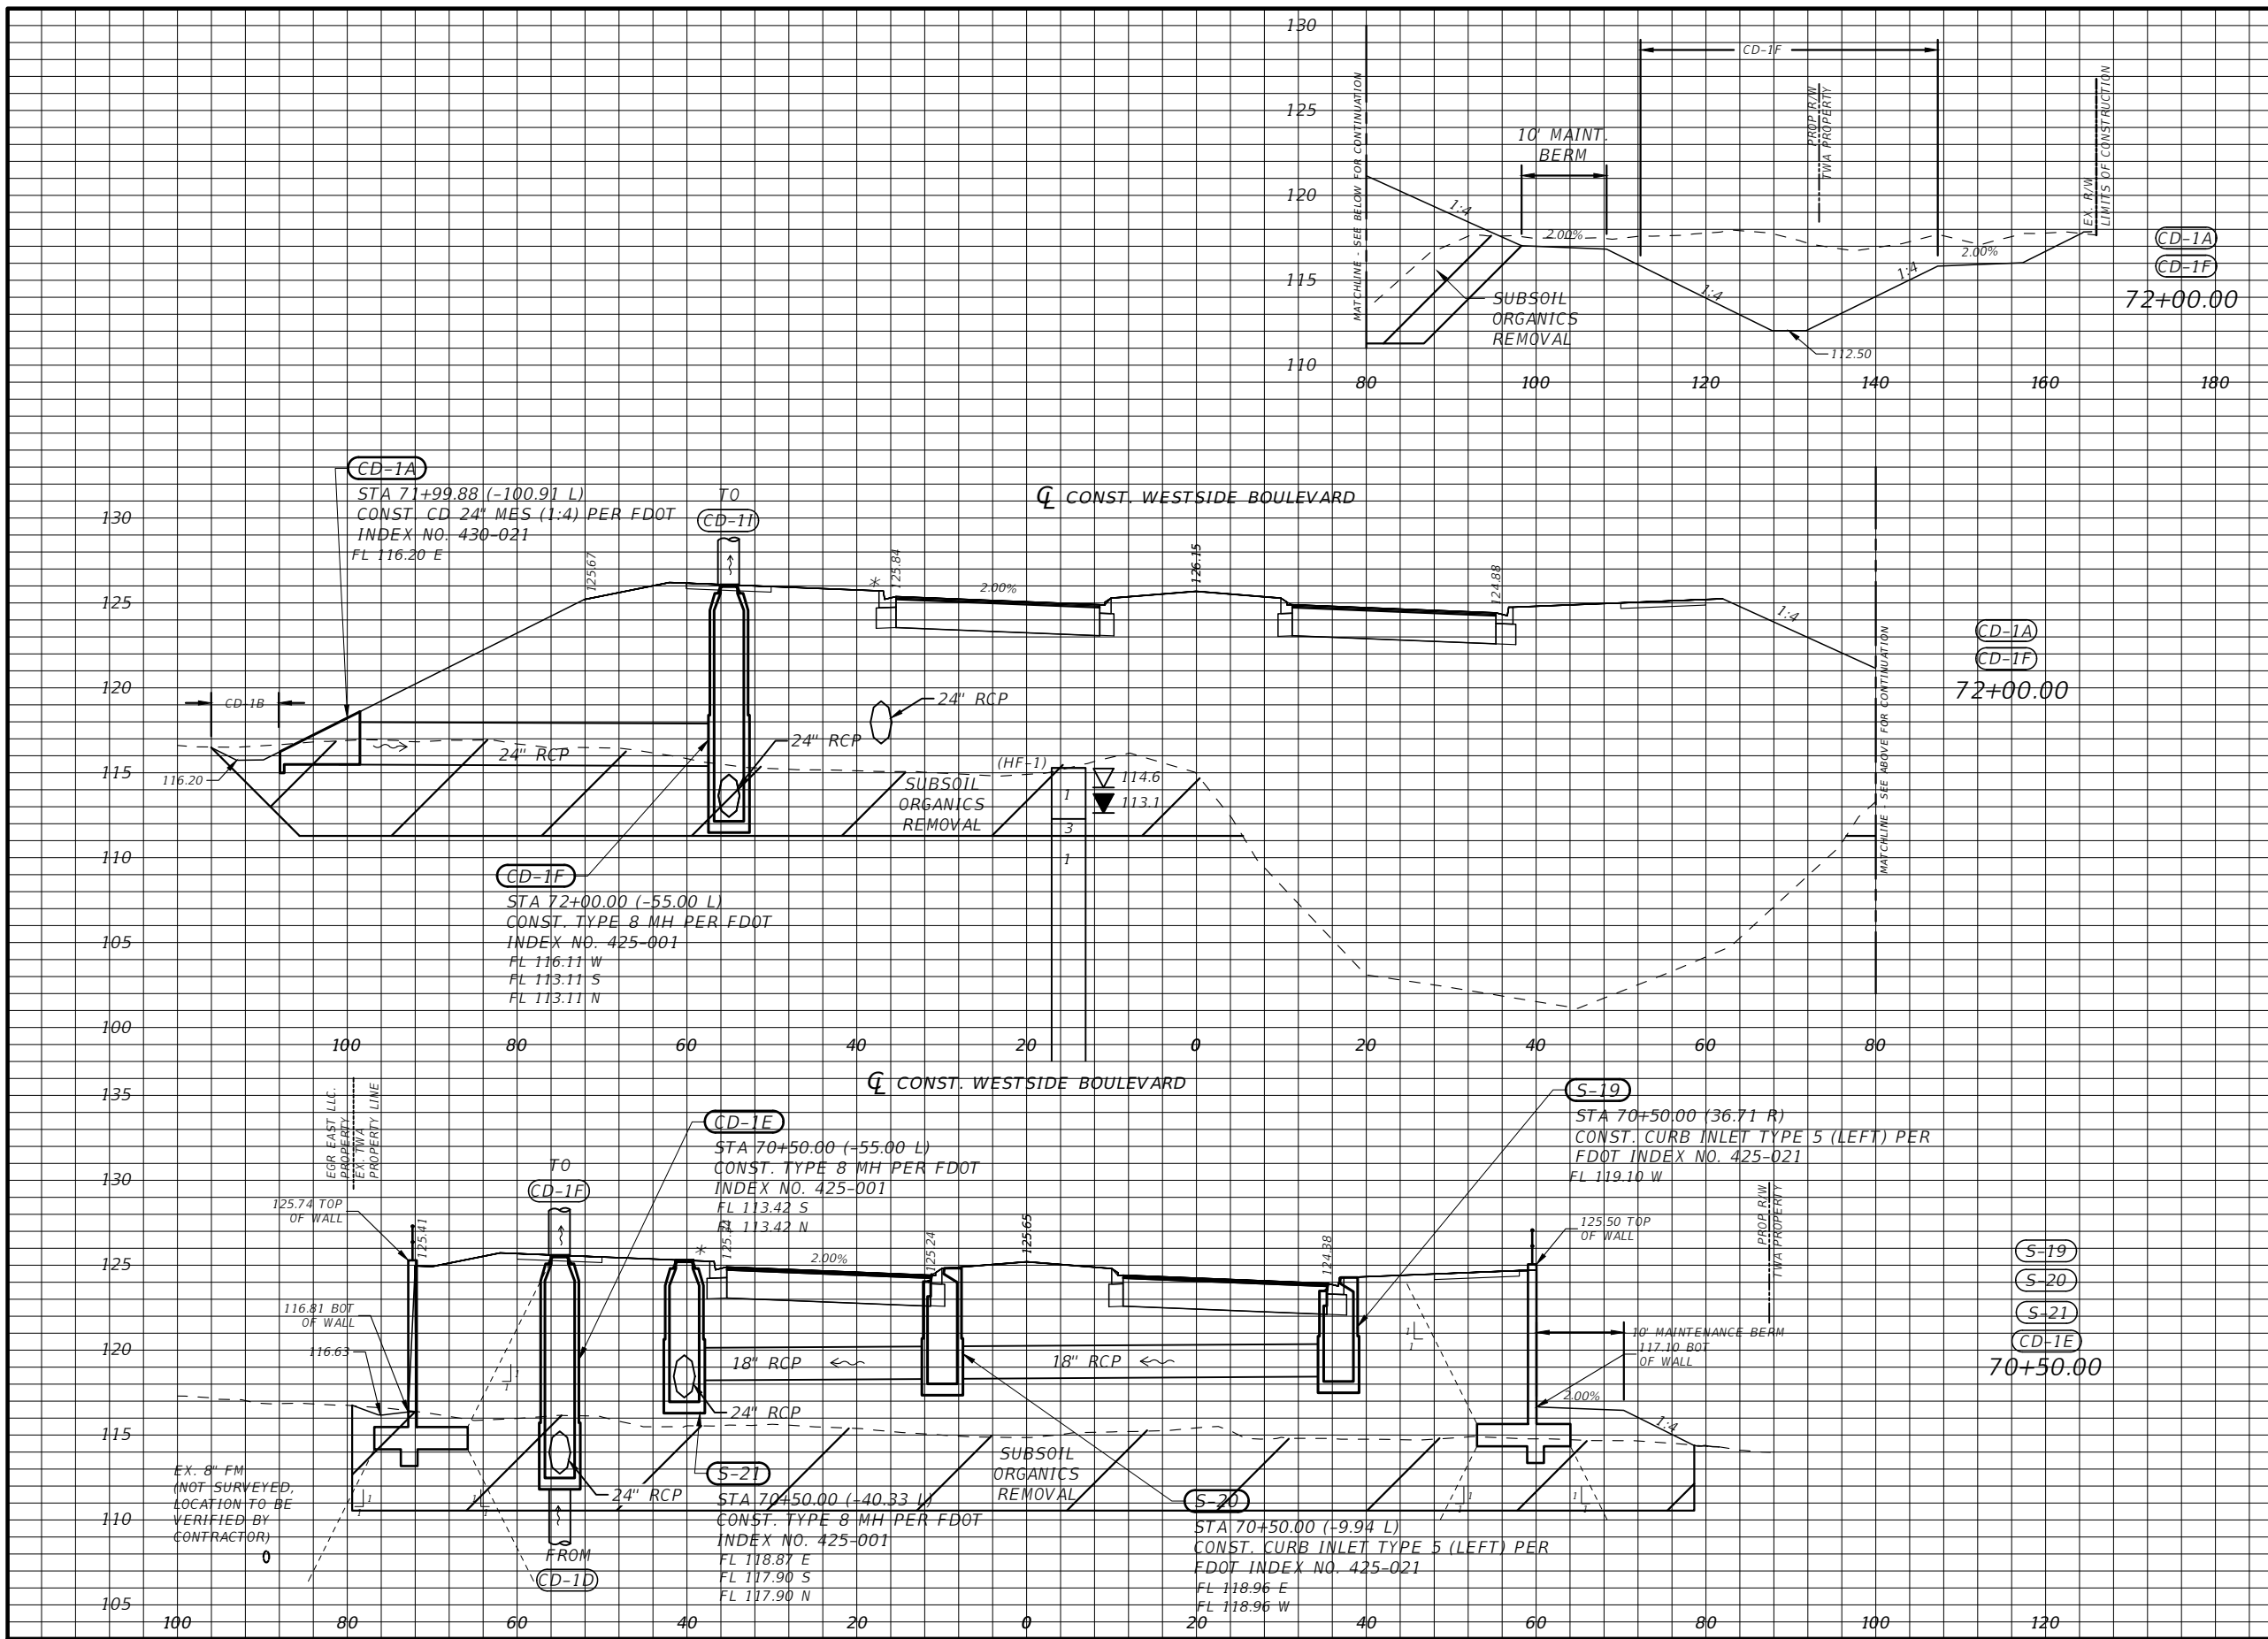 130
125
120
115
110
MATCHLINE - SEE BELOW FOR CONTINUATION
10' MAINT.
BERM
CD-1F
PROP R/W
TWA PROPERTY
EX. R/W
LIMITS OF CONSTRUCTION
1:4
2.00%
1:4
1:4
2.00%
SUBSOIL
ORGANICS
REMOVAL
112.50
CD-1A
CD-1F
72+00.00
80
100
120
140
160
180
CD-1A
STA 71+99.88 (-100.91 L)
CONST. CD 24" MES (1:4) PER FDOT
INDEX NO. 430-021
FL 116.20 E
TO
CD-1I
℄ CONST. WESTSIDE BOULEVARD
130
125
120
115
110
105
100
125.67
*
125.84
2.00%
126.15
124.88
1:4
CD-1B
116.20
24" RCP
24" RCP
24" RCP
SUBSOIL
ORGANICS
REMOVAL
(HF-1)
1
3
1
114.6
113.1
MATCHLINE - SEE ABOVE FOR CONTINUATION
CD-1A
CD-1F
72+00.00
CD-1F
STA 72+00.00 (-55.00 L)
CONST. TYPE 8 MH PER FDOT
INDEX NO. 425-001
FL 116.11 W
FL 113.11 S
FL 113.11 N
100
80
60
40
20
0
20
40
60
80
℄ CONST. WESTSIDE BOULEVARD
135
130
125
120
115
110
105
EGR EAST LLC.
PROPERTY
EX. TWA
PROPERTY LINE
CD-1E
STA 70+50.00 (-55.00 L)
CONST. TYPE 8 MH PER FDOT
INDEX NO. 425-001
FL 113.42 S
FL 113.42 N
TO
CD-1F
S-19
STA 70+50.00 (36.71 R)
CONST. CURB INLET TYPE 5 (LEFT) PER
FDOT INDEX NO. 425-021
FL 119.10 W
125.74 TOP
OF WALL
125.41
*
2.00%
125.24
125.65
124.38
125.50 TOP
OF WALL
PROP R/W
TWA PROPERTY
116.81 BOT
OF WALL
116.63
1
1
18" RCP
18" RCP
1
1
10' MAINTENANCE BERM
117.10 BOT
OF WALL
2.00%
1:4
24" RCP
24" RCP
SUBSOIL
ORGANICS
REMOVAL
S-19
S-20
S-21
CD-1E
70+50.00
EX. 8" FM
(NOT SURVEYED,
LOCATION TO BE
VERIFIED BY
CONTRACTOR)
1
1
1
1
1
1
1
1
S-21
STA 70+50.00 (-40.33 L)
CONST. TYPE 8 MH PER FDOT
INDEX NO. 425-001
FL 118.87 E
FL 117.90 S
FL 117.90 N
S-20
STA 70+50.00 (-9.94 L)
CONST. CURB INLET TYPE 5 (LEFT) PER
FDOT INDEX NO. 425-021
FL 118.96 E
FL 118.96 W
FROM
CD-1D
100
80
60
40
20
0
20
40
60
80
100
120